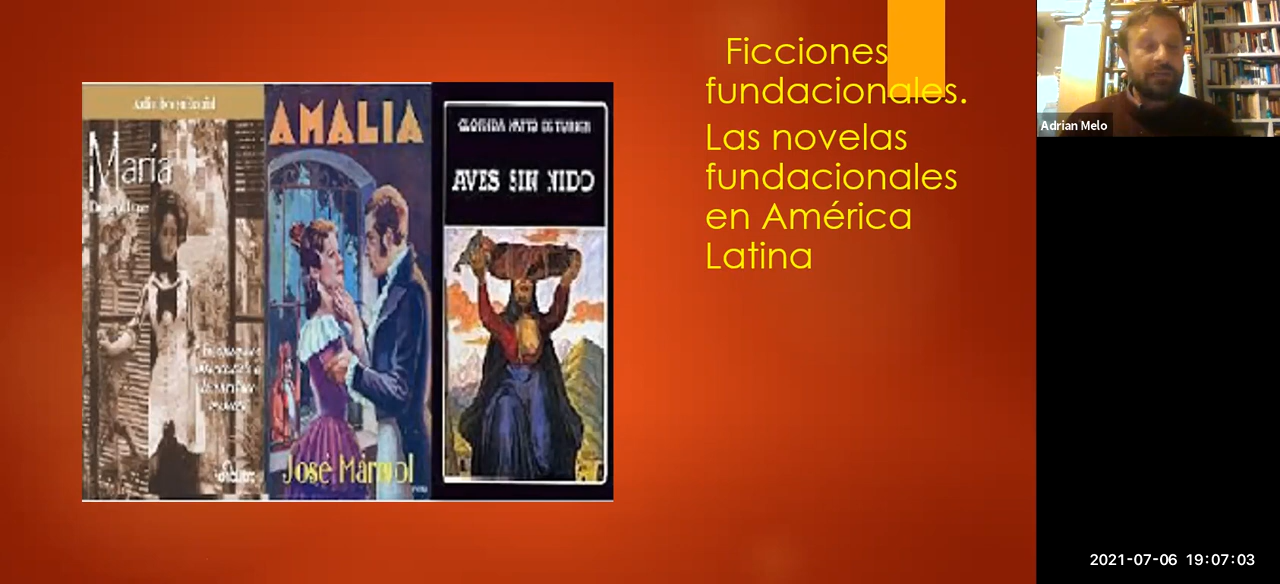 Ficciones
fundacionales.
Las novelas
fundacionales
en América
Latina
María
AMALIA
José Mármol
CLORINDA MATTO DE TURNER
AVES SIN NIDO
Adrian Melo
2021-07-06 19:07:03